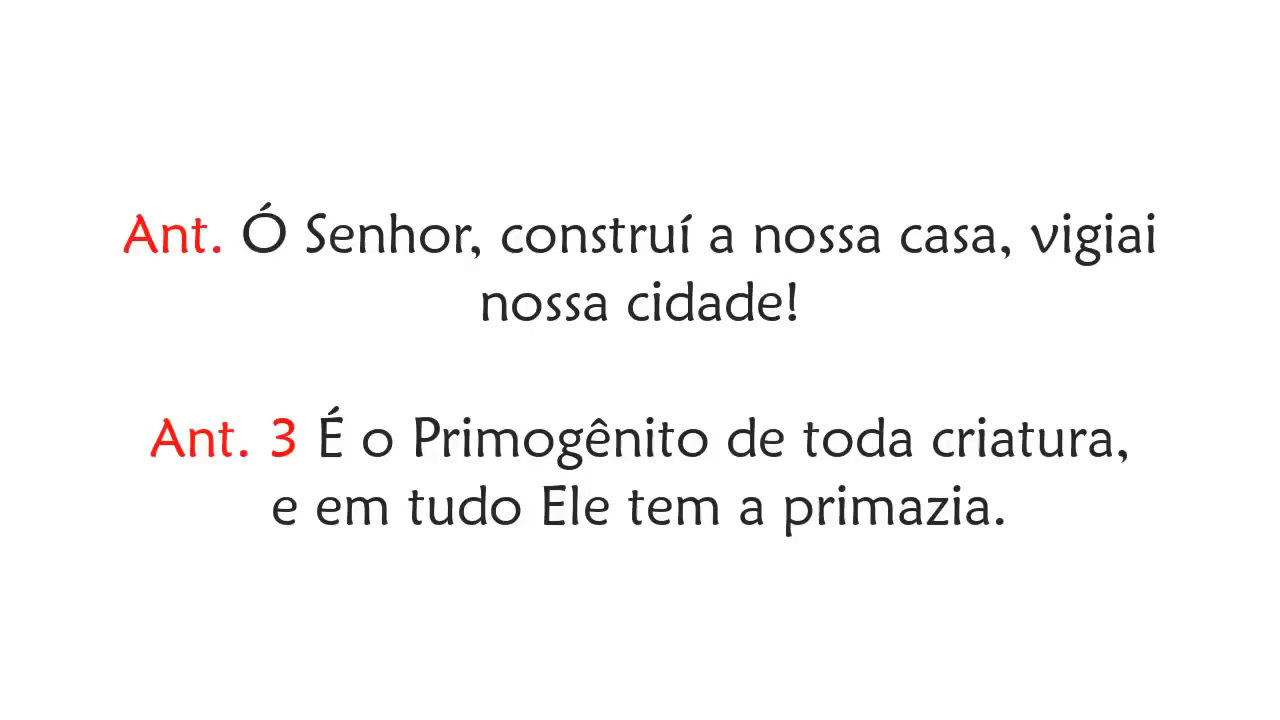 Ant. Ó Senhor, construí a nossa casa, vigiai
nossa cidade!
Ant. 3 É o Primogênito de toda criatura,
e em tudo Ele tem a primazia.